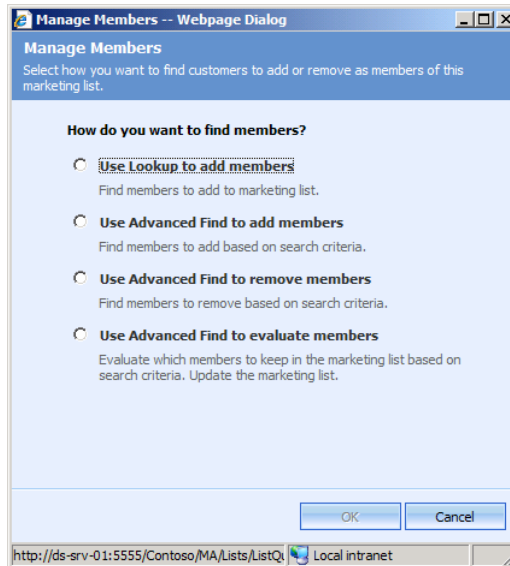 Manage Members -- Webpage Dialog
Manage Members
Select how you want to find customers to add or remove as members of this
marketing list.
How do you want to find members?
Use Lookup to add members
Find members to add to marketing list.
Use Advanced Find to add members
Find members to add based on search criteria.
Use Advanced Find to remove members
Find members to remove based on search criteria.
Use Advanced Find to evaluate members
Evaluate which members to keep in the marketing list based on
search criteria. Update the marketing list.
OK Cancel
http://ds-srv-01:5555/Contoso/MA/Lists/ListQu Local intranet